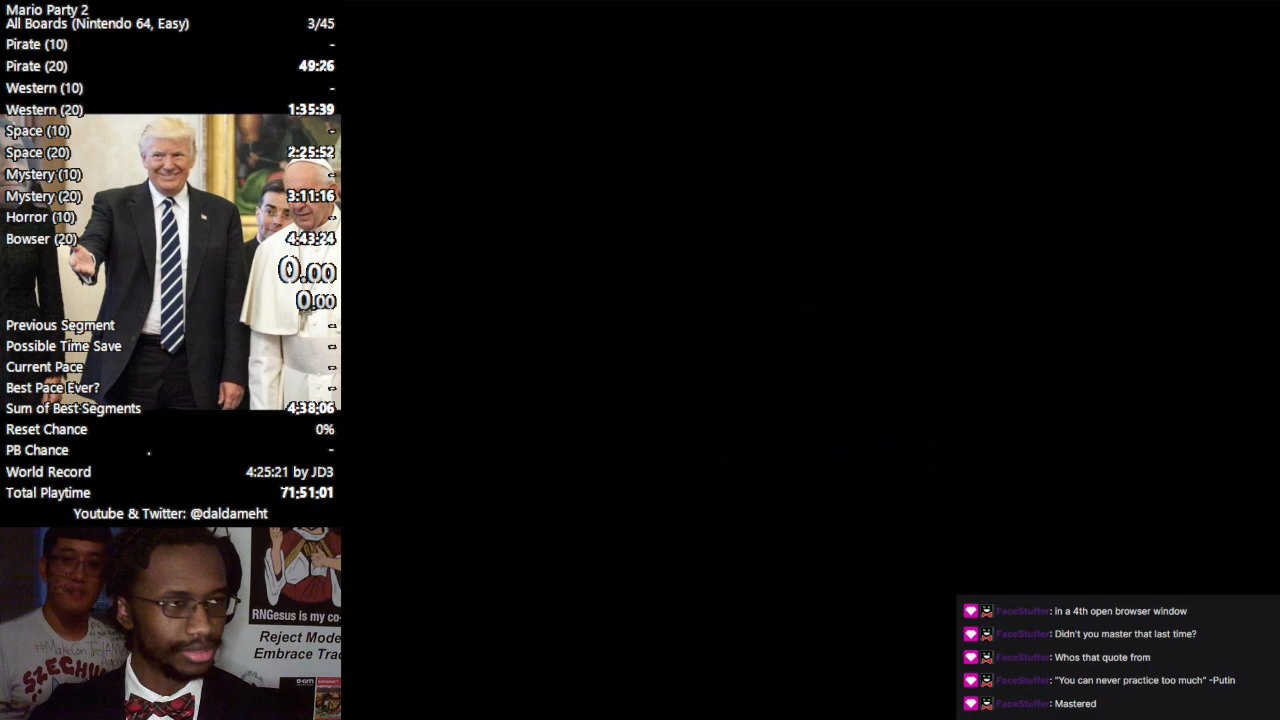 Mario Party 2
All Boards (Nintendo 64, Easy) 3/45
Pirate (10) -
Pirate (20) 49:26
Western (10) -
Western (20) 1:35:39
Space (10) -
Space (20) 2:25:52
Mystery (10) -
Mystery (20) 3:11:16
Horror (10) -
Bowser (20) 4:43:24
0.00
0.00
Previous Segment -
Possible Time Save -
Current Pace -
Best Pace Ever? -
Sum of Best Segments 4:38:06
Reset Chance 0%
PB Chance -
World Record 4:25:21 by JD3
Total Playtime 71:51:01
Youtube & Twitter: @daldameht
RNGesus is my co-
Reject Mode
Embrace Tra
FaceStuffer: in a 4th open browser window
FaceStuffer: Didn't you master that last time?
FaceStuffer: Whos that quote from
FaceStuffer: "You can never practice too much" -Putin
FaceStuffer: Mastered